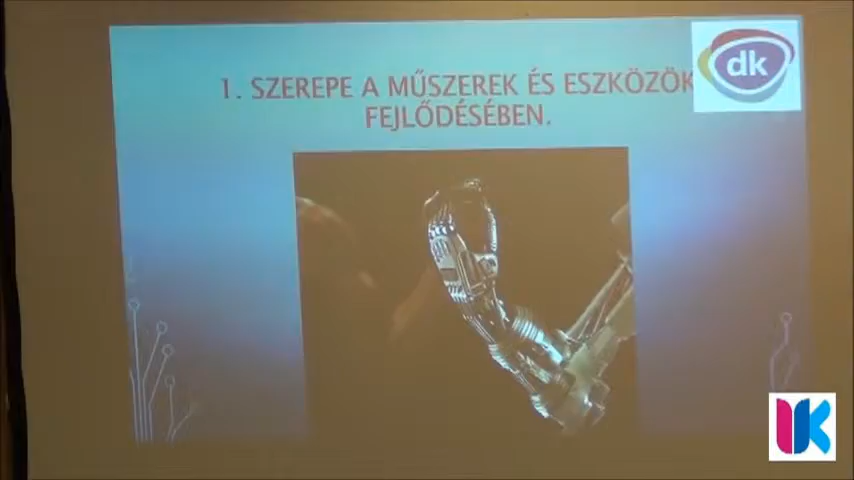 1. SZEREPE A MŰSZEREK ÉS ESZKÖZÖK
FEJLŐDÉSÉBEN.
dk
K